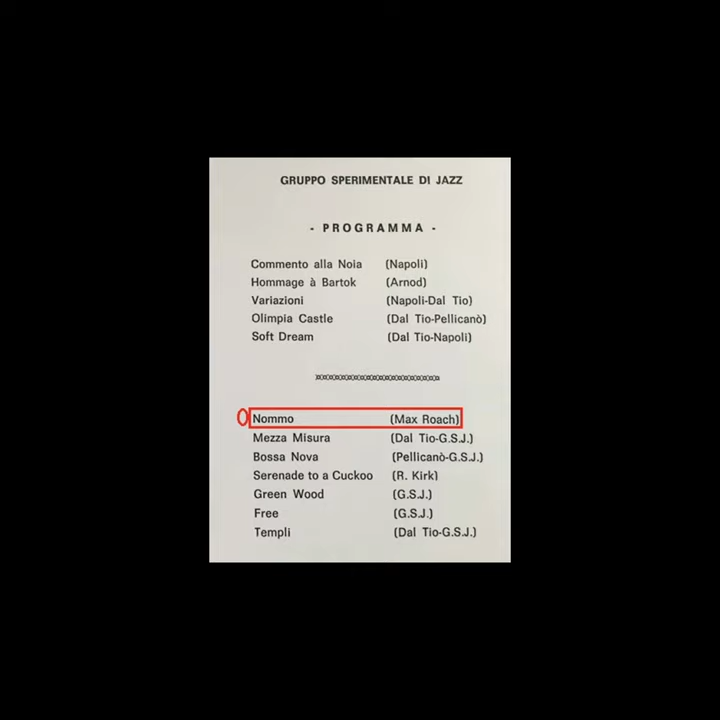 GRUPPO SPERIMENTALE DI JAZZ
- PROGRAMMA -
Commento alla Noia (Napoli)
Hommage à Bartok (Arnod)
Variazioni (Napoli-Dal Tio)
Olimpia Castle (Dal Tio-Pellicanò)
Soft Dream (Dal Tio-Napoli)
Nommo (Max Roach)
Mezza Misura (Dal Tio-G.S.J.)
Bossa Nova (Pellicanò-G.S.J.)
Serenade to a Cuckoo (R. Kirk)
Green Wood (G.S.J.)
Free (G.S.J.)
Templi (Dal Tio-G.S.J.)